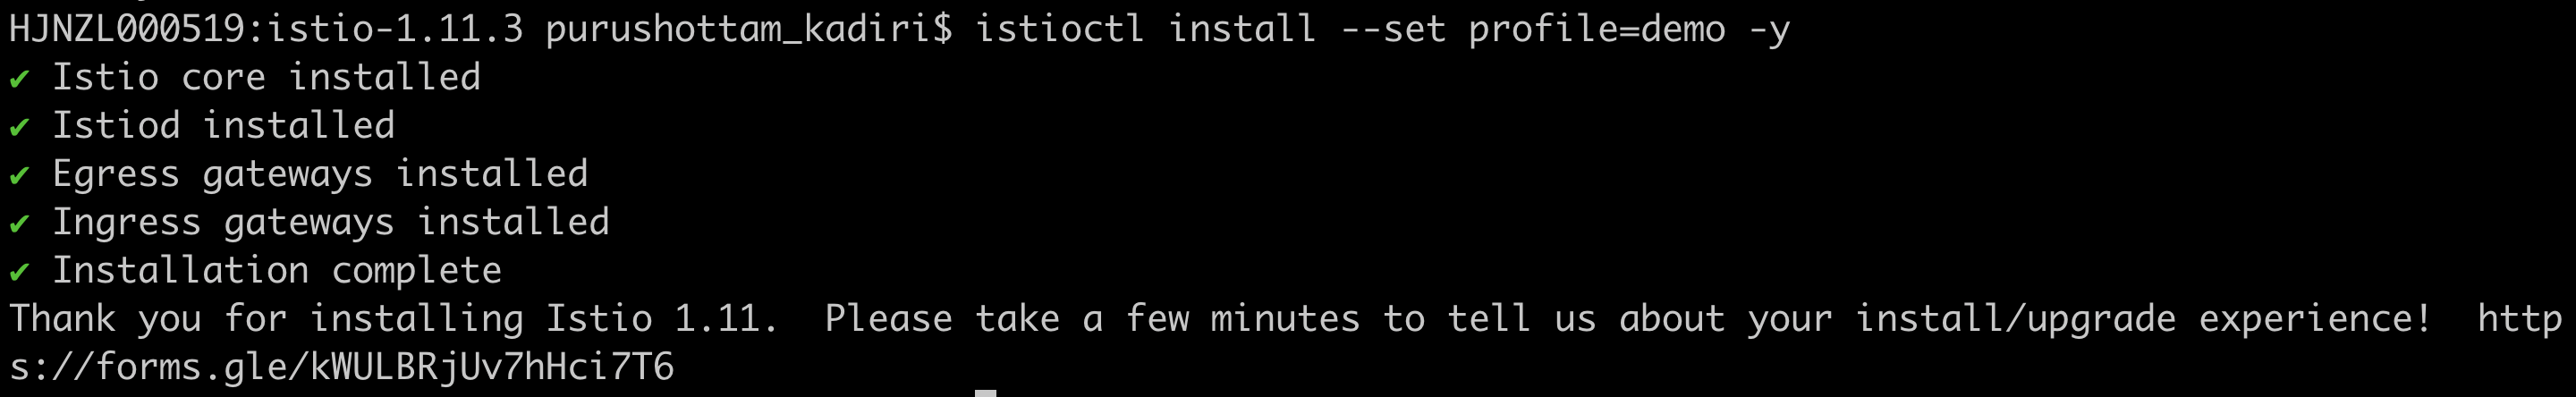 HJNZL000519:istio-1.11.3 purushottam_kadiri$ istioctl install --set profile=demo -y
✔ Istio core installed
✔ Istiod installed
✔ Egress gateways installed
✔ Ingress gateways installed
✔ Installation complete
Thank you for installing Istio 1.11.  Please take a few minutes to tell us about your install/upgrade experience!  http
s://forms.gle/kWULBRjUv7hHci7T6